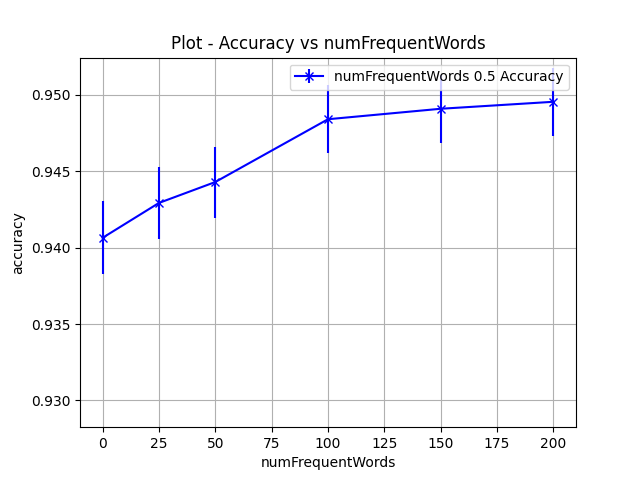 Plot - Accuracy vs numFrequentWords
numFrequentWords 0.5 Accuracy
0.950
0.945
0.940
0.935
0.930
accuracy
0 25 50 75 100 125 150 175 200
numFrequentWords